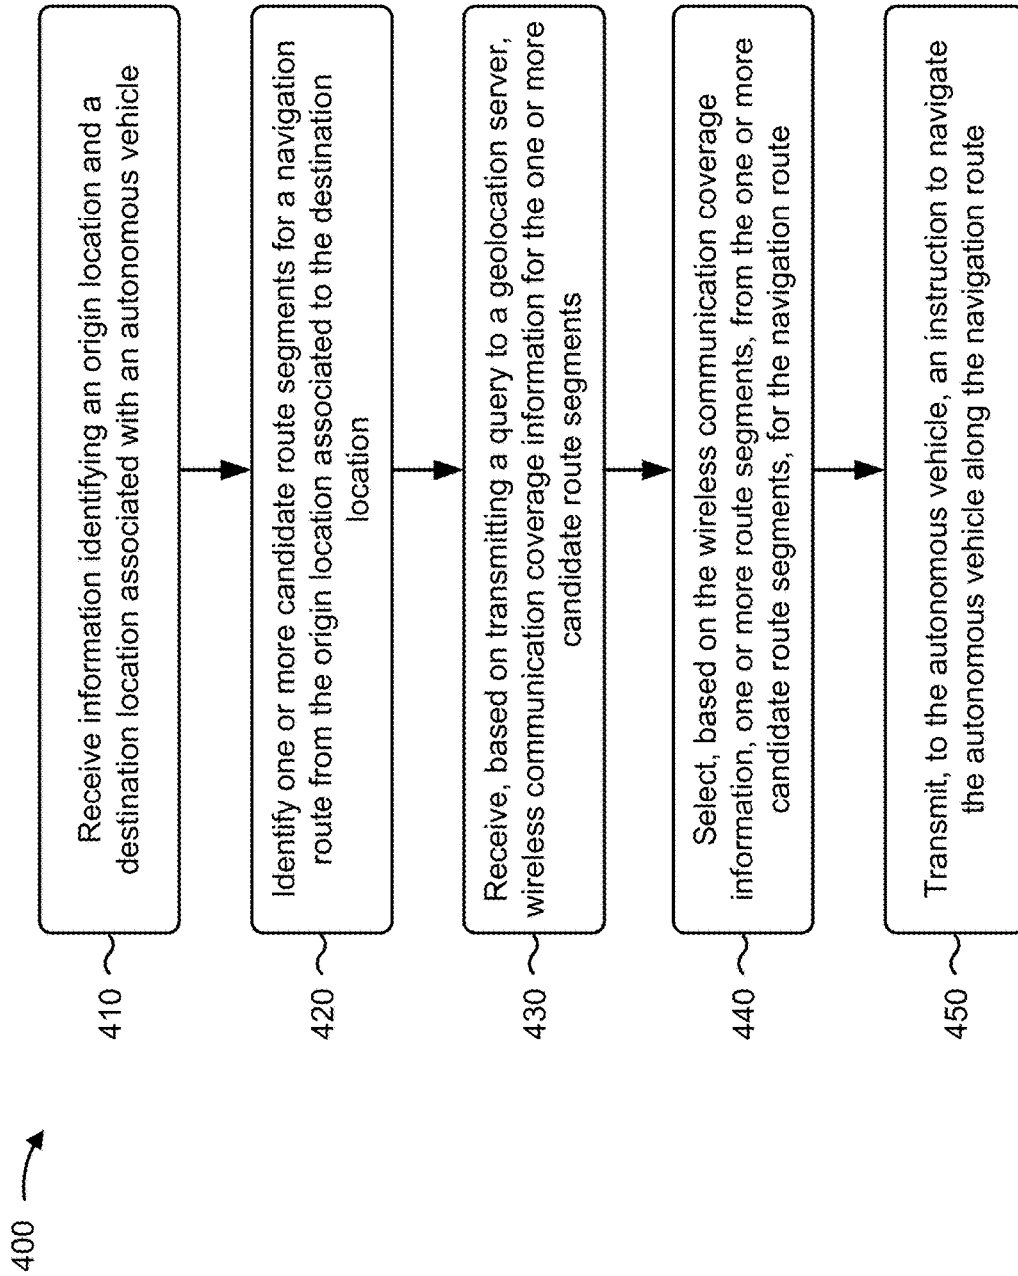 400
410
Receive information identifying an origin location and a
destination location associated with an autonomous vehicle
420
Identify one or more candidate route segments for a navigation
route from the origin location associated to the destination
location
430
Receive, based on transmitting a query to a geolocation server,
wireless communication coverage information for the one or more
candidate route segments
440
Select, based on the wireless communication coverage
information, one or more route segments, from the one or more
candidate route segments, for the navigation route
450
Transmit, to the autonomous vehicle, an instruction to navigate
the autonomous vehicle along the navigation route